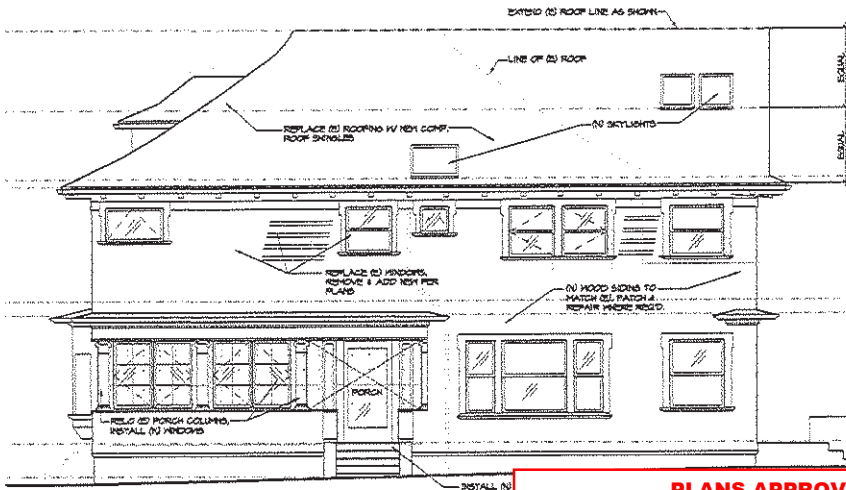 EXTEND (E) ROOF LINE AS SHOWN
LINE OF (E) ROOF
EQUAL
REPLACE (E) ROOFING W/ NEW COMP.
ROOF SHINGLES
(N) SKYLIGHTS
EQUAL
REPLACE (E) WINDOWS,
REMOVE & ADD NEW PER
PLANS
(N) WOOD SIDING TO
MATCH (E), PATCH &
REPAIR WHERE REQ'D.
PORCH
RELO (E) PORCH COLUMNS,
INSTALL (N) WINDOWS
INSTALL (N)
PLANS APPROV